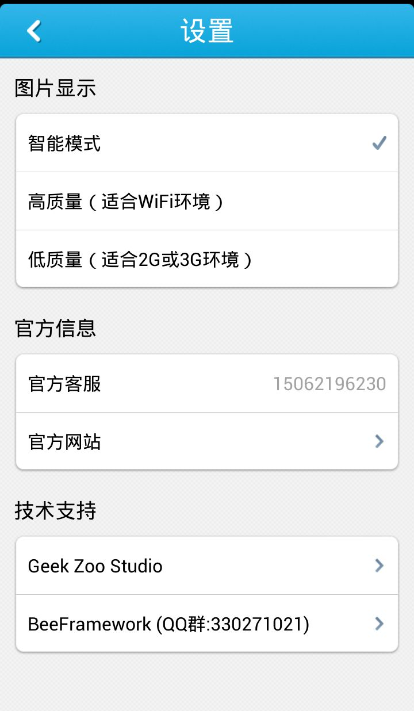 设置
图片显示
智能模式
高质量（适合WiFi环境）
低质量（适合2G或3G环境）
官方信息
官方客服 15062196230
官方网站
技术支持
Geek Zoo Studio
BeeFramework (QQ群:330271021)